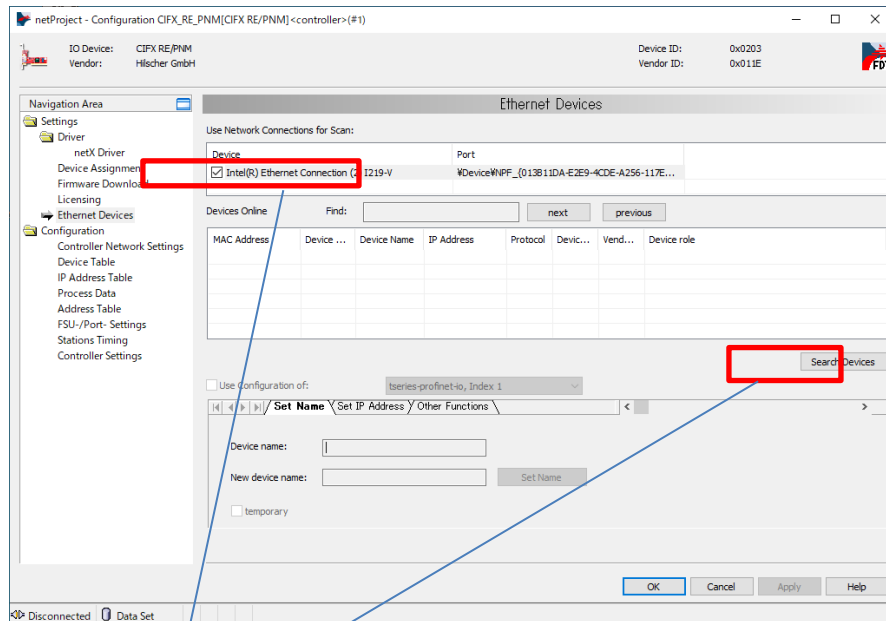 netProject - Configuration CIFX_RE_PNM[CIFX RE/PNM]<controller>(#1)
IO Device: CIFX RE/PNM Device ID: 0x0203
Vendor: Hilscher GmbH Vendor ID: 0x011E
FDT
Navigation Area
Settings
Driver
netX Driver
Device Assignment
Firmware Download
Licensing
Ethernet Devices
Configuration
Controller Network Settings
Device Table
IP Address Table
Process Data
Address Table
FSU-/Port- Settings
Stations Timing
Controller Settings
Ethernet Devices
Use Network Connections for Scan:
Device Port
Intel(R) Ethernet Connection (2) I219-V ¥Device¥NPF_{013B11DA-E2E9-4CDE-A256-117E...
Devices Online Find: next previous
MAC Address Device ... Device Name IP Address Protocol Devic... Vend... Device role
Search Devices
Use Configuration of: tseries-profinet-io, Index 1
Set Name Set IP Address Other Functions
Device name:
New device name: Set Name
temporary
OK Cancel Apply Help
Disconnected Data Set